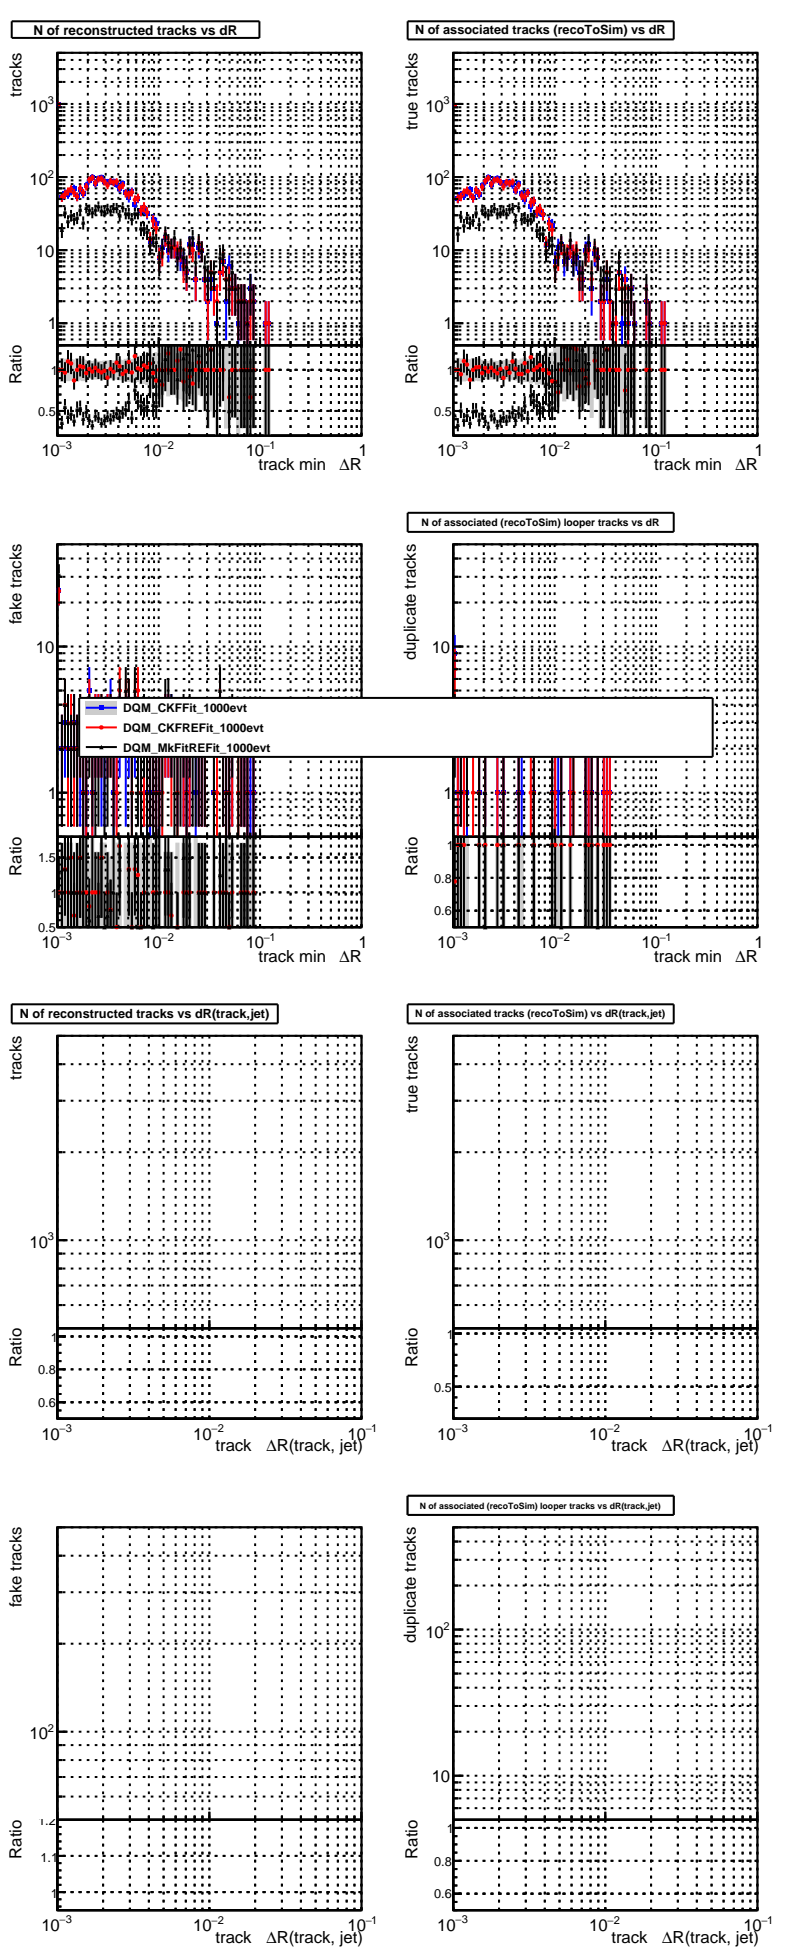 N of reconstructed tracks vs dR
tracks
10³
10²
10
1
Ratio
1
0.5
10⁻³ 10⁻² 10⁻¹ 1
track min ΔR
N of associated tracks (recoToSim) vs dR
true tracks
10³
10²
10
1
Ratio
1
0.5
10⁻³ 10⁻² 10⁻¹ 1
track min ΔR
fake tracks
10
1
Ratio
1.5
1
0.5
10⁻³ 10⁻² 10⁻¹ 1
track min ΔR
N of associated (recoToSim) looper tracks vs dR
duplicate tracks
10
1
Ratio
1
0.8
0.6
10⁻³ 10⁻² 10⁻¹ 1
track min ΔR
DQM_CKFFit_1000evt
DQM_CKFREFit_1000evt
DQM_MkFitREFit_1000evt
N of reconstructed tracks vs dR(track,jet)
tracks
10³
Ratio
1
0.8
0.6
10⁻³ 10⁻² 10⁻¹
track ΔR(track, jet)
N of associated tracks (recoToSim) vs dR(track,jet)
true tracks
10³
Ratio
1
0.5
10⁻³ 10⁻² 10⁻¹
track ΔR(track, jet)
fake tracks
10²
Ratio
1.2
1.1
1
10⁻³ 10⁻² 10⁻¹
track ΔR(track, jet)
N of associated (recoToSim) looper tracks vs dR(track,jet)
duplicate tracks
10²
10
Ratio
1
0.8
0.6
10⁻³ 10⁻² 10⁻¹
track ΔR(track, jet)